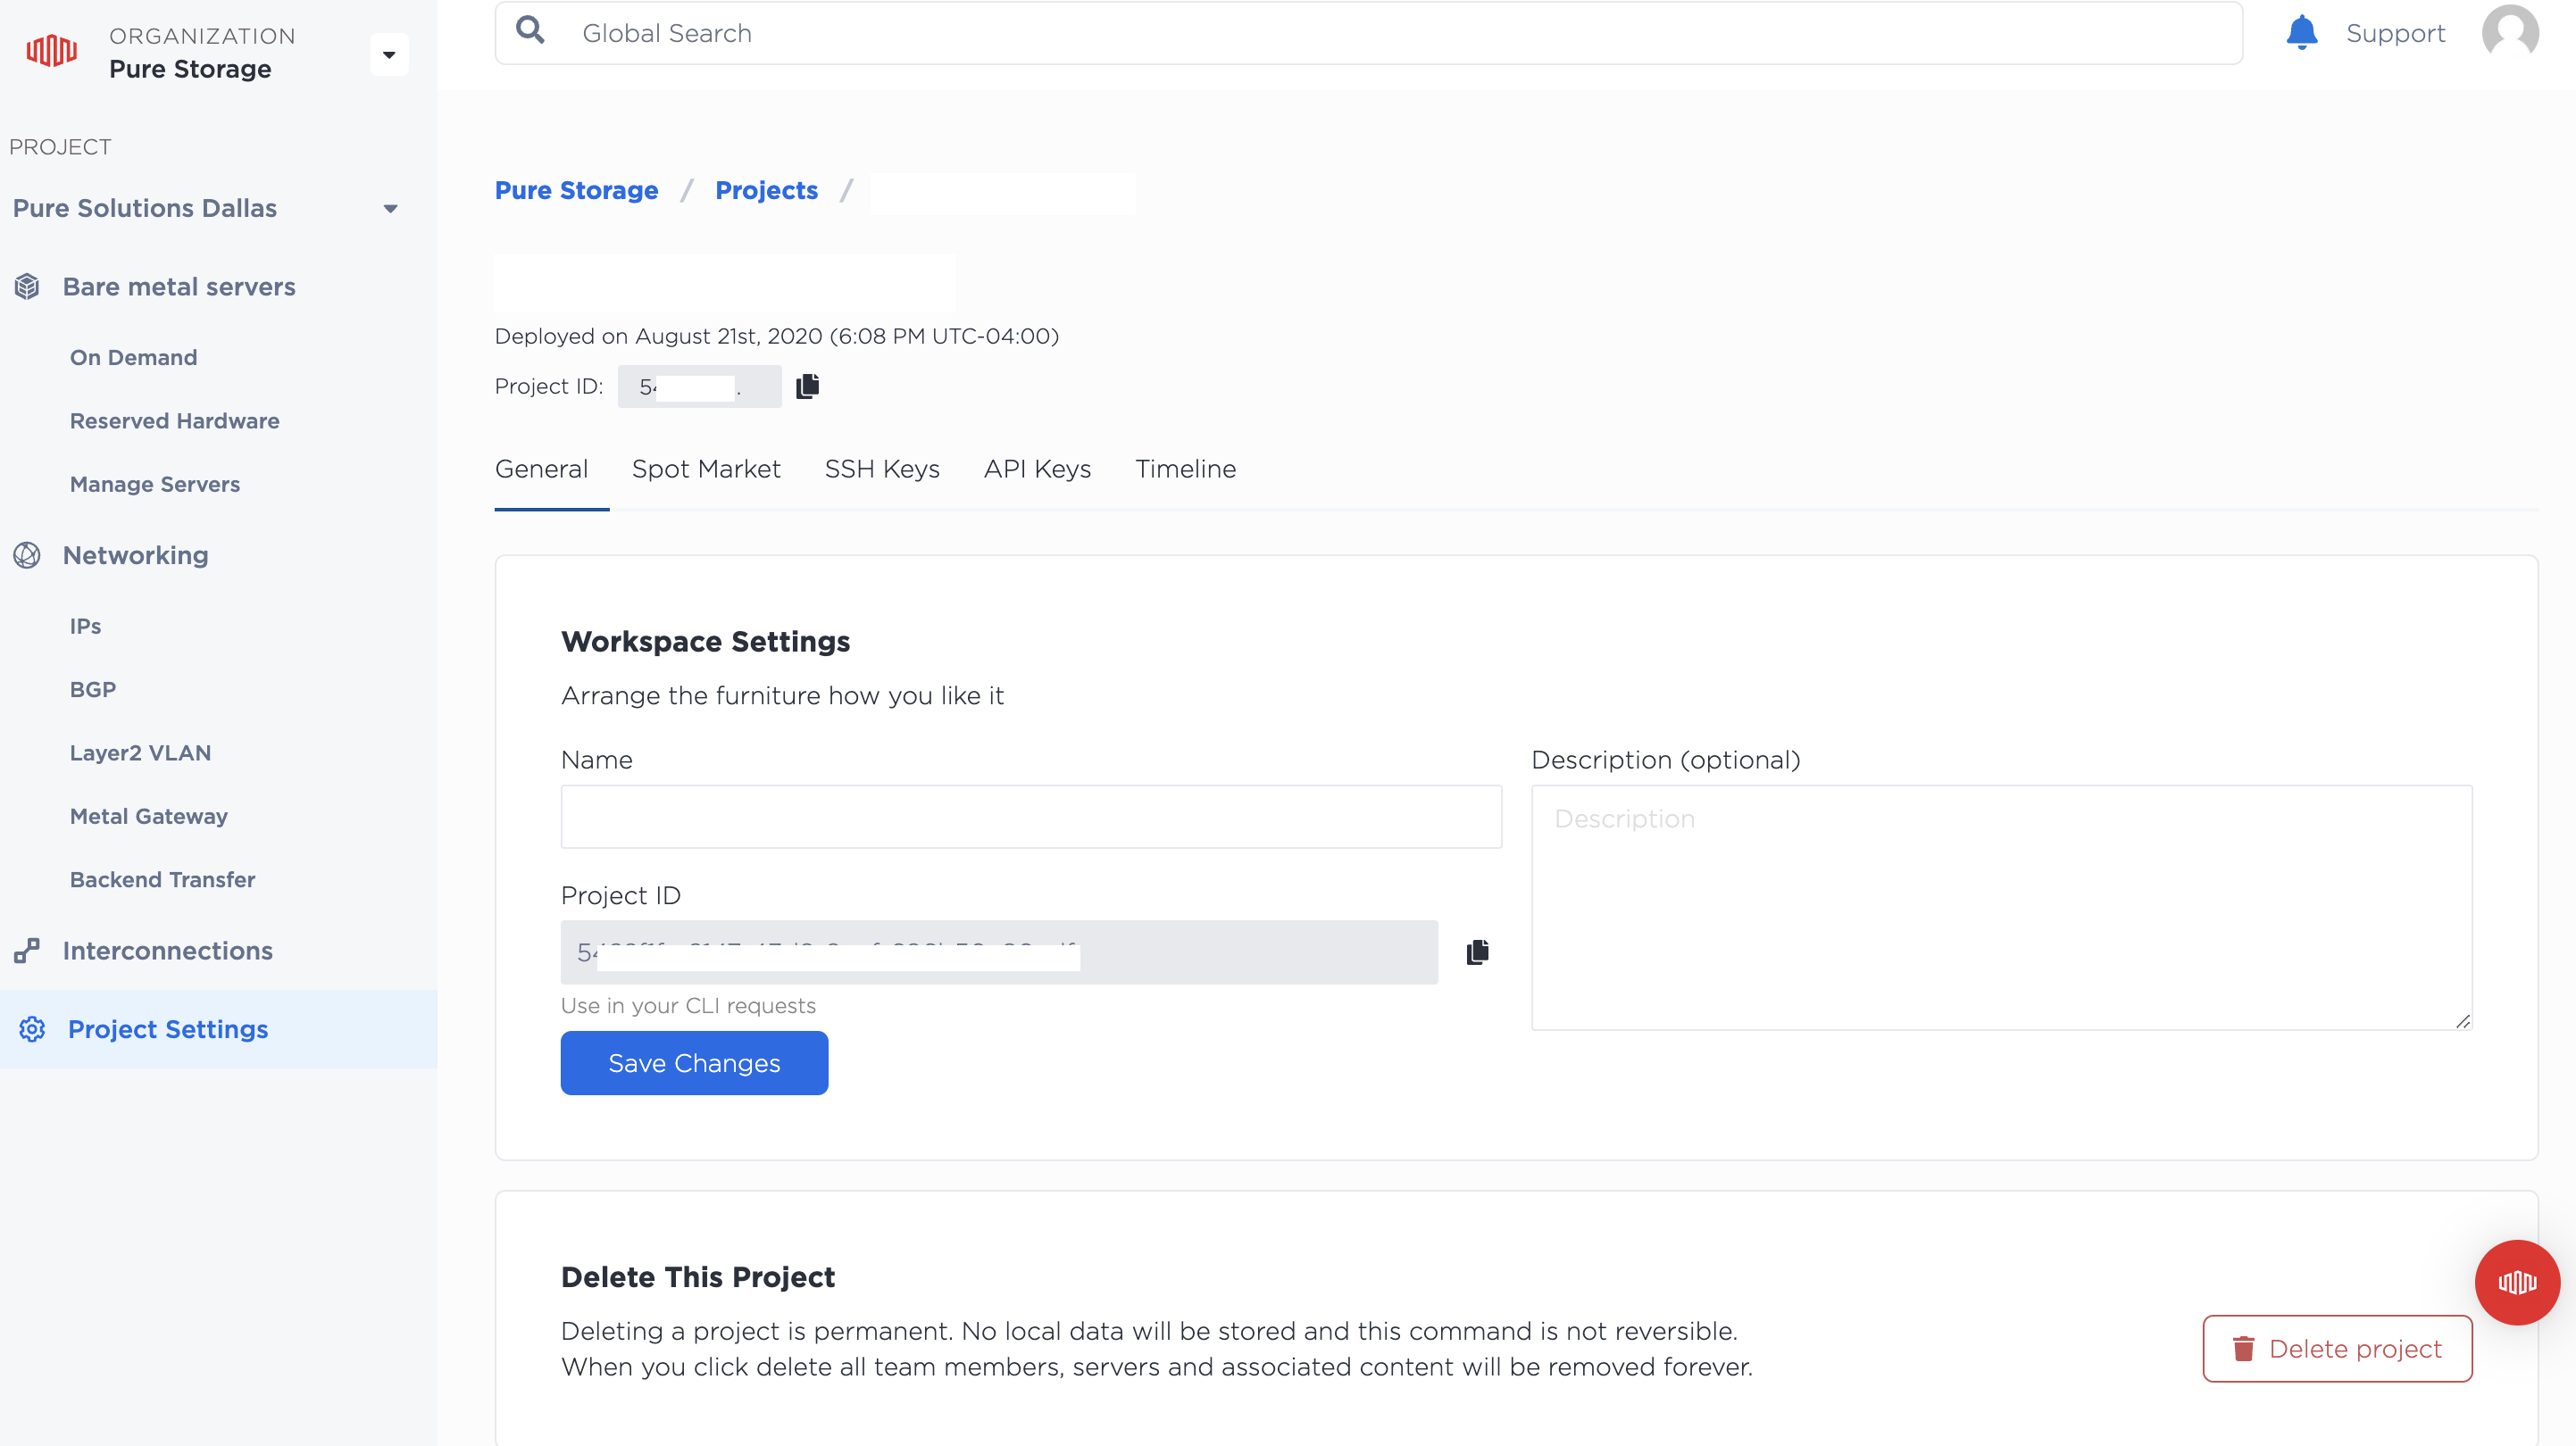 ORGANIZATION
Pure Storage
Global Search
Support
PROJECT
Pure Solutions Dallas
Bare metal servers
On Demand
Reserved Hardware
Manage Servers
Networking
IPs
BGP
Layer2 VLAN
Metal Gateway
Backend Transfer
Interconnections
Project Settings
Pure Storage / Projects /
Deployed on August 21st, 2020 (6:08 PM UTC-04:00)
Project ID:
General Spot Market SSH Keys API Keys Timeline
Workspace Settings
Arrange the furniture how you like it
Name
Description (optional)
Description
Project ID
Use in your CLI requests
Save Changes
Delete This Project
Deleting a project is permanent. No local data will be stored and this command is not reversible.
When you click delete all team members, servers and associated content will be removed forever.
Delete project